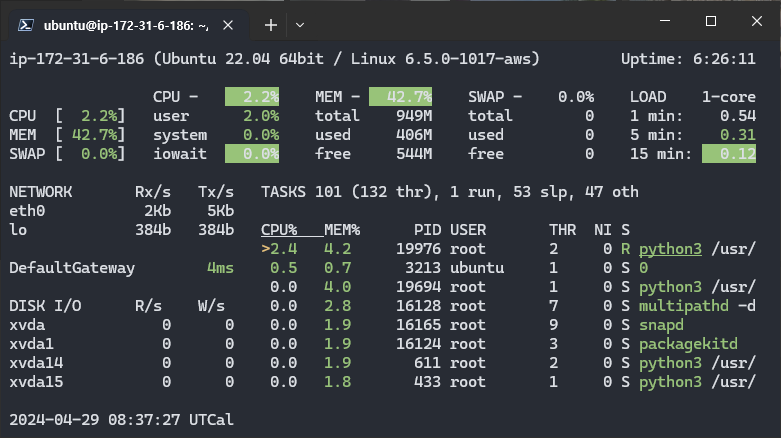 ubuntu@ip-172-31-6-186: ~,
ip-172-31-6-186 (Ubuntu 22.04 64bit / Linux 6.5.0-1017-aws) Uptime: 6:26:11
CPU - 2.2% MEM - 42.7% SWAP - 0.0% LOAD 1-core
CPU [ 2.2%] user 2.0% total 949M total 0 1 min: 0.54
MEM [ 42.7%] system 0.0% used 406M used 0 5 min: 0.31
SWAP [ 0.0%] iowait 0.0% free 544M free 0 15 min: 0.12
NETWORK Rx/s Tx/s TASKS 101 (132 thr), 1 run, 53 slp, 47 oth
eth0 2Kb 5Kb
lo 384b 384b CPU% MEM% PID USER THR NI S
>2.4 4.2 19976 root 2 0 R python3 /usr/
DefaultGateway 4ms 0.5 0.7 3213 ubuntu 1 0 S 0
0.0 4.0 19694 root 1 0 S python3 /usr/
DISK I/O R/s W/s 0.0 2.8 16128 root 7 0 S multipathd -d
xvda 0 0 0.0 1.9 16165 root 9 0 S snapd
xvda1 0 0 0.0 1.9 16124 root 3 0 S packagekitd
xvda14 0 0 0.0 1.9 611 root 2 0 S python3 /usr/
xvda15 0 0 0.0 1.8 433 root 1 0 S python3 /usr/
2024-04-29 08:37:27 UTCal